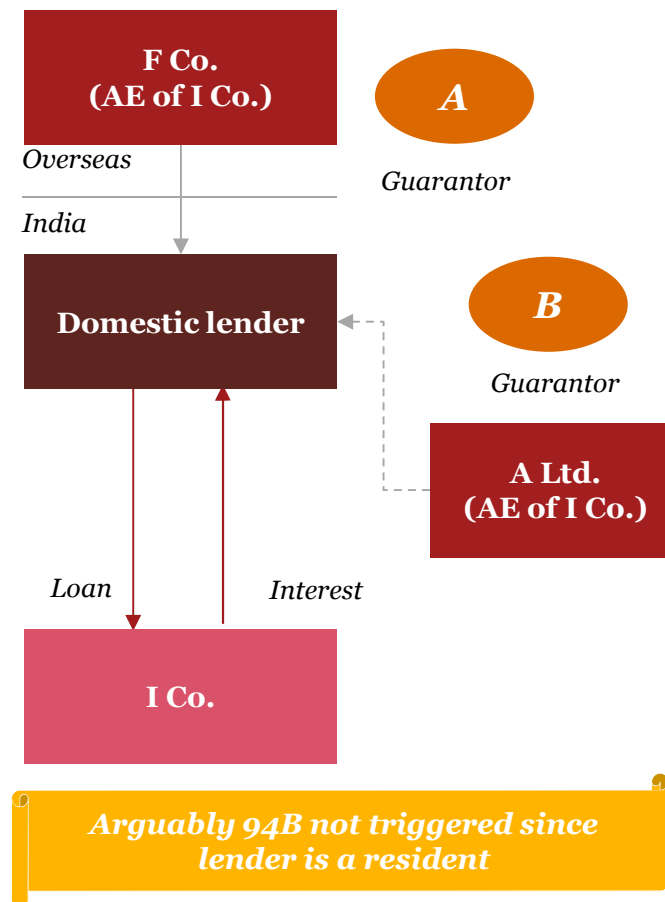 F Co.
(AE of I Co.)
A
Overseas
Guarantor
India
Domestic lender
B
Guarantor
A Ltd.
(AE of I Co.)
Loan
Interest
I Co.
Arguably 94B not triggered since
lender is a resident